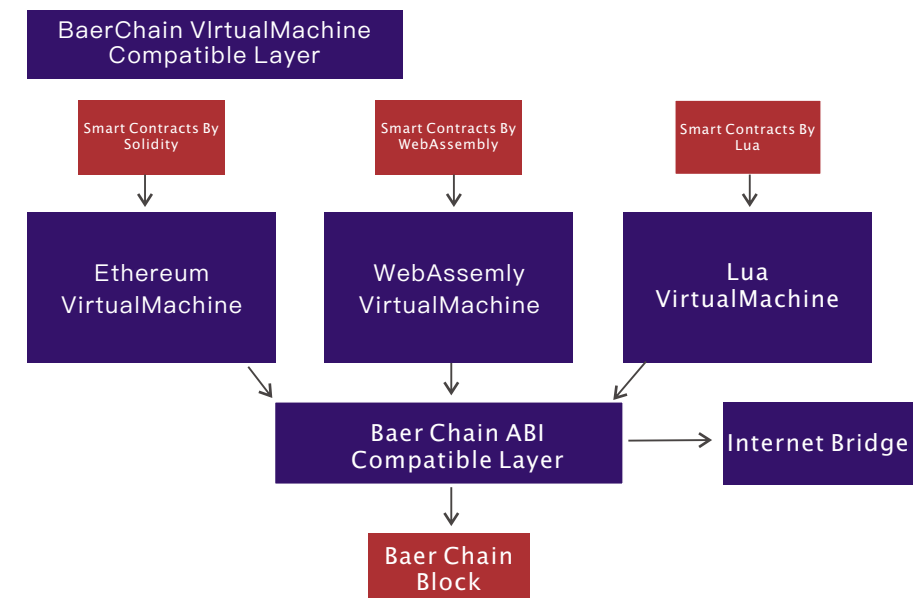 BaerChain VIrtualMachine
Compatible Layer
Smart Contracts By
Solidity
Smart Contracts By
WebAssembly
Smart Contracts By
Lua
Ethereum
VirtualMachine
WebAssemly
VirtualMachine
Lua
VirtualMachine
Baer Chain ABI
Compatible Layer
Internet Bridge
Baer Chain
Block